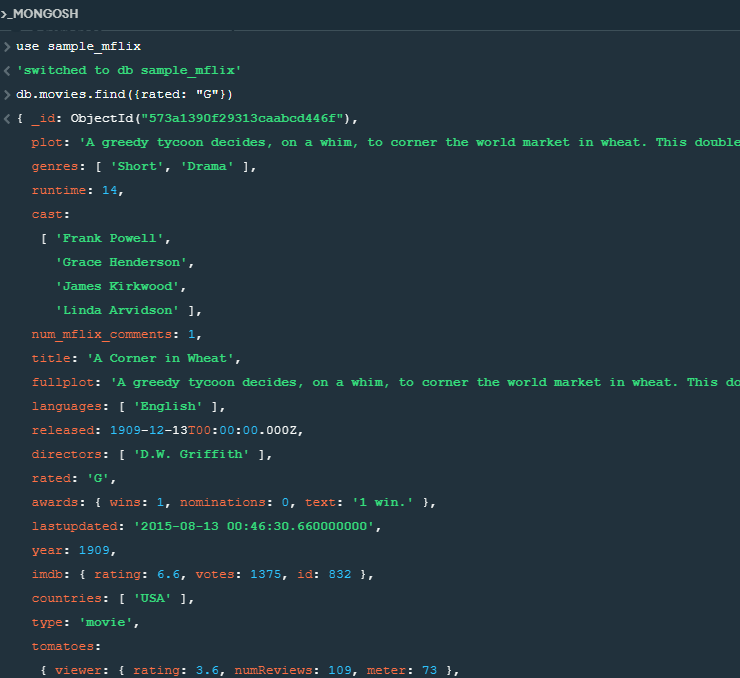 >_MONGOSH
> use sample_mflix
< 'switched to db sample_mflix'
> db.movies.find({rated: "G"})
< { _id: ObjectId("573a1390f29313caabcd446f"),
plot: 'A greedy tycoon decides, on a whim, to corner the world market in wheat. This double
genres: [ 'Short', 'Drama' ],
runtime: 14,
cast:
[ 'Frank Powell',
'Grace Henderson',
'James Kirkwood',
'Linda Arvidson' ],
num_mflix_comments: 1,
title: 'A Corner in Wheat',
fullplot: 'A greedy tycoon decides, on a whim, to corner the world market in wheat. This do
languages: [ 'English' ],
released: 1909-12-13T00:00:00.000Z,
directors: [ 'D.W. Griffith' ],
rated: 'G',
awards: { wins: 1, nominations: 0, text: '1 win.' },
lastupdated: '2015-08-13 00:46:30.660000000',
year: 1909,
imdb: { rating: 6.6, votes: 1375, id: 832 },
countries: [ 'USA' ],
type: 'movie',
tomatoes:
{ viewer: { rating: 3.6, numReviews: 109, meter: 73 },